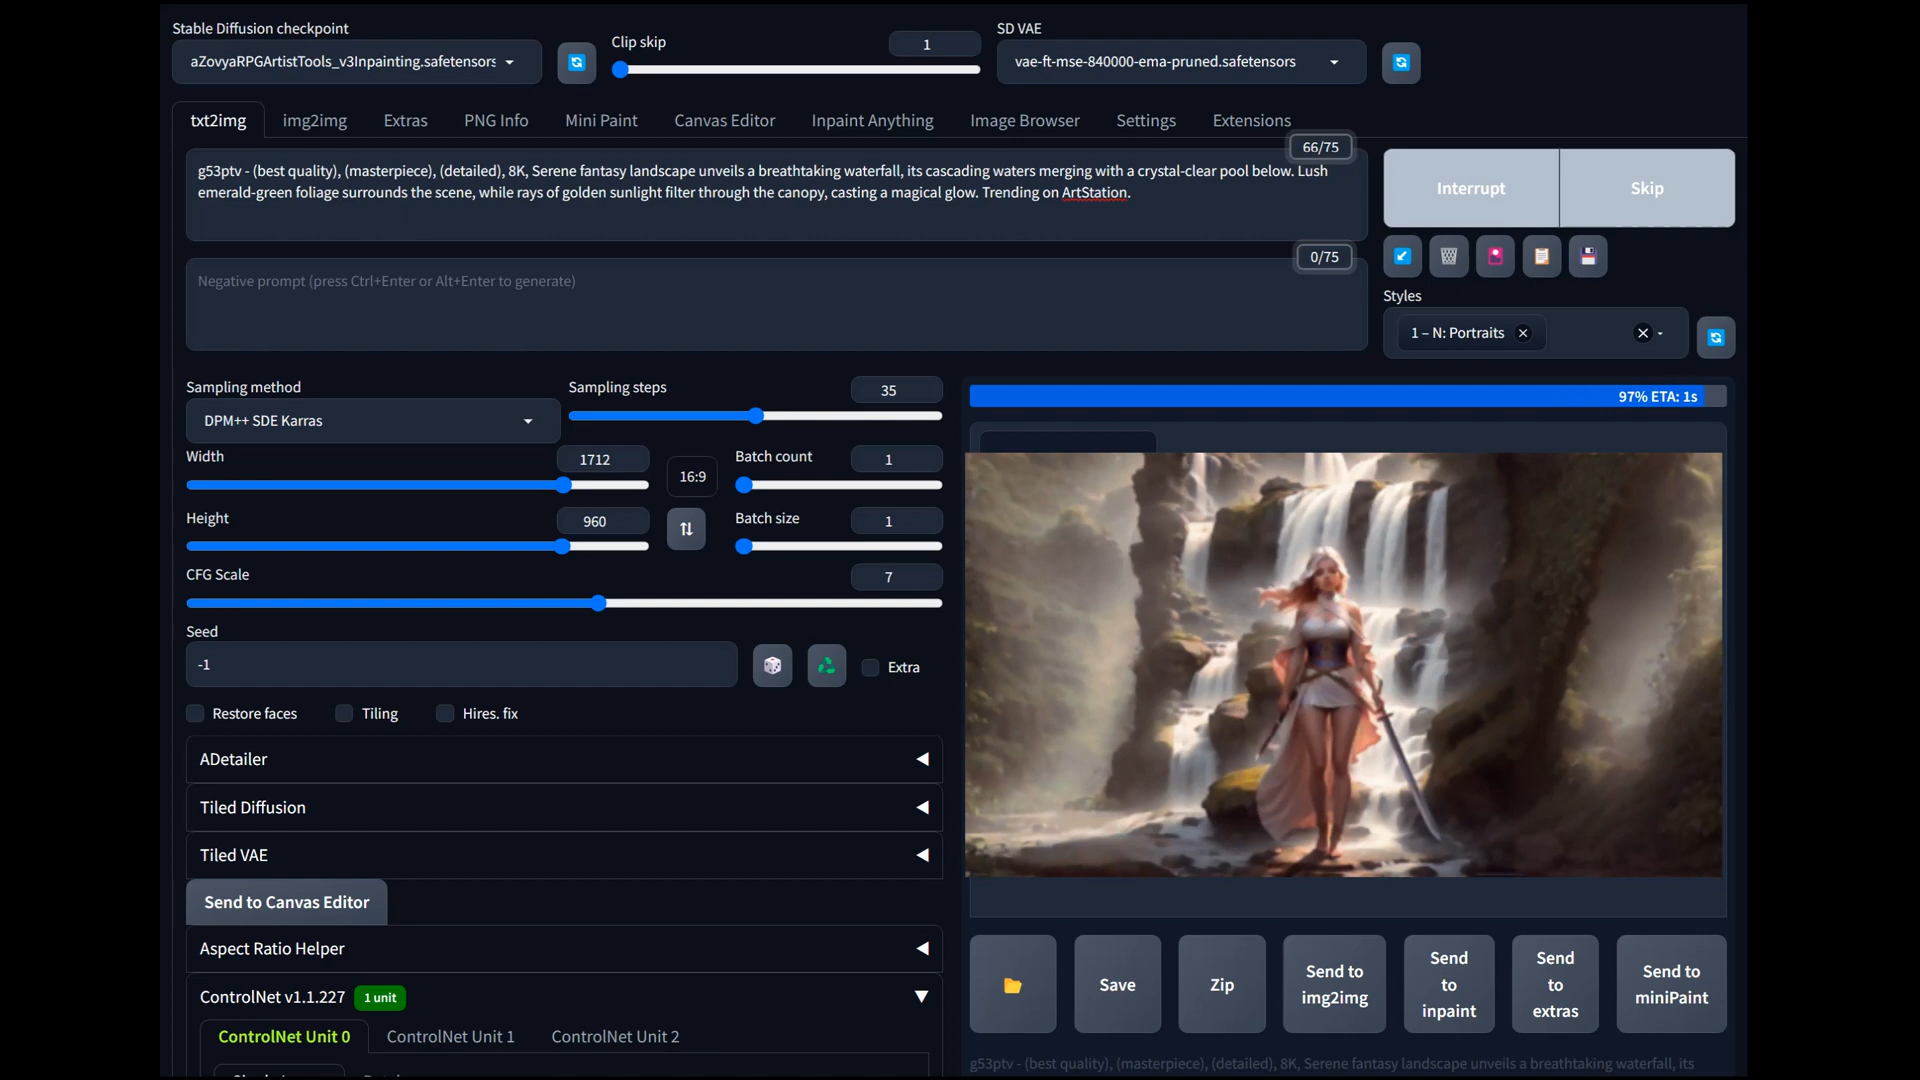 Stable Diffusion checkpoint
Clip skip
1
SD VAE
aZovyaRPGArtistTools_v3Inpainting.safetensors
vae-ft-mse-840000-ema-pruned.safetensors
txt2img img2img Extras PNG Info Mini Paint Canvas Editor Inpaint Anything Image Browser Settings Extensions
66/75
g53ptv - (best quality), (masterpiece), (detailed), 8K, Serene fantasy landscape unveils a breathtaking waterfall, its cascading waters merging with a crystal-clear pool below. Lush
emerald-green foliage surrounds the scene, while rays of golden sunlight filter through the canopy, casting a magical glow. Trending on ArtStation.
Interrupt Skip
0/75
Negative prompt (press Ctrl+Enter or Alt+Enter to generate)
Styles
1 – N: Portraits
Sampling method
DPM++ SDE Karras
Sampling steps
35
97% ETA: 1s
Width
1712
16:9
Batch count
1
Height
960
Batch size
1
CFG Scale
7
Seed
-1
Extra
Restore faces Tiling Hires. fix
ADetailer
Tiled Diffusion
Tiled VAE
Send to Canvas Editor
Aspect Ratio Helper
ControlNet v1.1.227 1 unit
ControlNet Unit 0 ControlNet Unit 1 ControlNet Unit 2
Save
Zip
Send to
img2img
Send
to
inpaint
Send
to
extras
Send to
miniPaint
g53ptv - (best quality), (masterpiece), (detailed), 8K, Serene fantasy landscape unveils a breathtaking waterfall, its